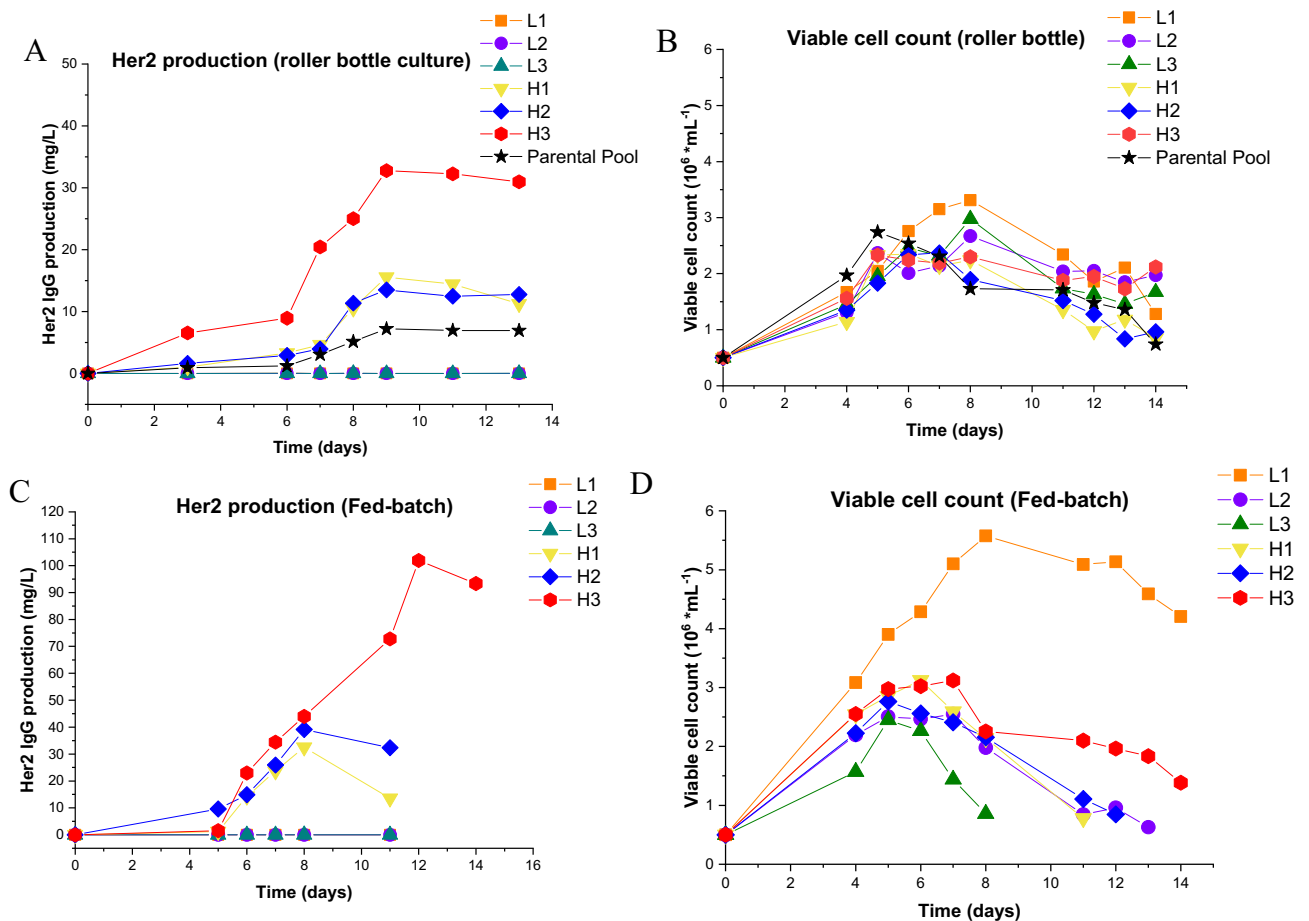 A
Her2 production (roller bottle culture)
L1
L2
L3
H1
H2
H3
Parental Pool
Her2 IgG production (mg/L)
50
40
30
20
10
0
0 2 4 6 8 10 12 14
Time (days)
B
Viable cell count (roller bottle)
L1
L2
L3
H1
H2
H3
Parental Pool
Viable cell count (10⁶ *mL⁻¹)
6
5
4
3
2
1
0
0 2 4 6 8 10 12 14
Time (days)
C
Her2 production (Fed-batch)
L1
L2
L3
H1
H2
H3
Her2 IgG production (mg/L)
120
110
100
90
80
70
60
50
40
30
20
10
0
0 2 4 6 8 10 12 14 16
Time (days)
D
Viable cell count (Fed-batch)
L1
L2
L3
H1
H2
H3
Viable cell count (10⁶ *mL⁻¹)
6
5
4
3
2
1
0
0 2 4 6 8 10 12 14
Time (days)